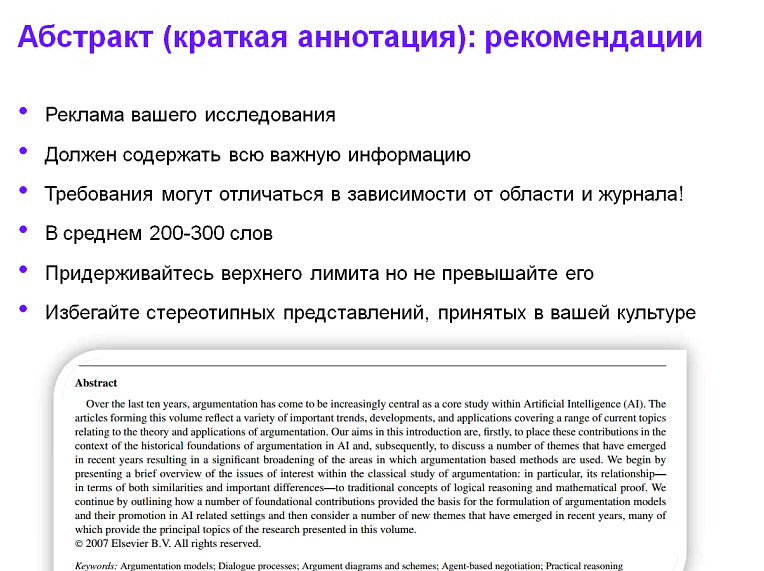 Абстракт (краткая аннотация): рекомендации
• Реклама вашего исследования
• Должен содержать всю важную информацию
• Требования могут отличаться в зависимости от области и журнала!
• В среднем 200-300 слов
• Придерживайтесь верхнего лимита но не превышайте его
• Избегайте стереотипных представлений, принятых в вашей культуре
Abstract
Over the last ten years, argumentation has come to be increasingly central as a core study within Artificial Intelligence (AI). The
articles forming this volume reflect a variety of important trends, developments, and applications covering a range of current topics
relating to the theory and applications of argumentation. Our aims in this introduction are, firstly, to place these contributions in the
context of the historical foundations of argumentation in AI and, subsequently, to discuss a number of themes that have emerged
in recent years resulting in a significant broadening of the areas in which argumentation based methods are used. We begin by
presenting a brief overview of the issues of interest within the classical study of argumentation: in particular, its relationship—
in terms of both similarities and important differences—to traditional concepts of logical reasoning and mathematical proof. We
continue by outlining how a number of foundational contributions provided the basis for the formulation of argumentation models
and their promotion in AI related settings and then consider a number of new themes that have emerged in recent years, many of
which provide the principal topics of the research presented in this volume.
© 2007 Elsevier B.V. All rights reserved.
Keywords: Argumentation models; Dialogue processes; Argument diagrams and schemes; Agent-based negotiation; Practical reasoning